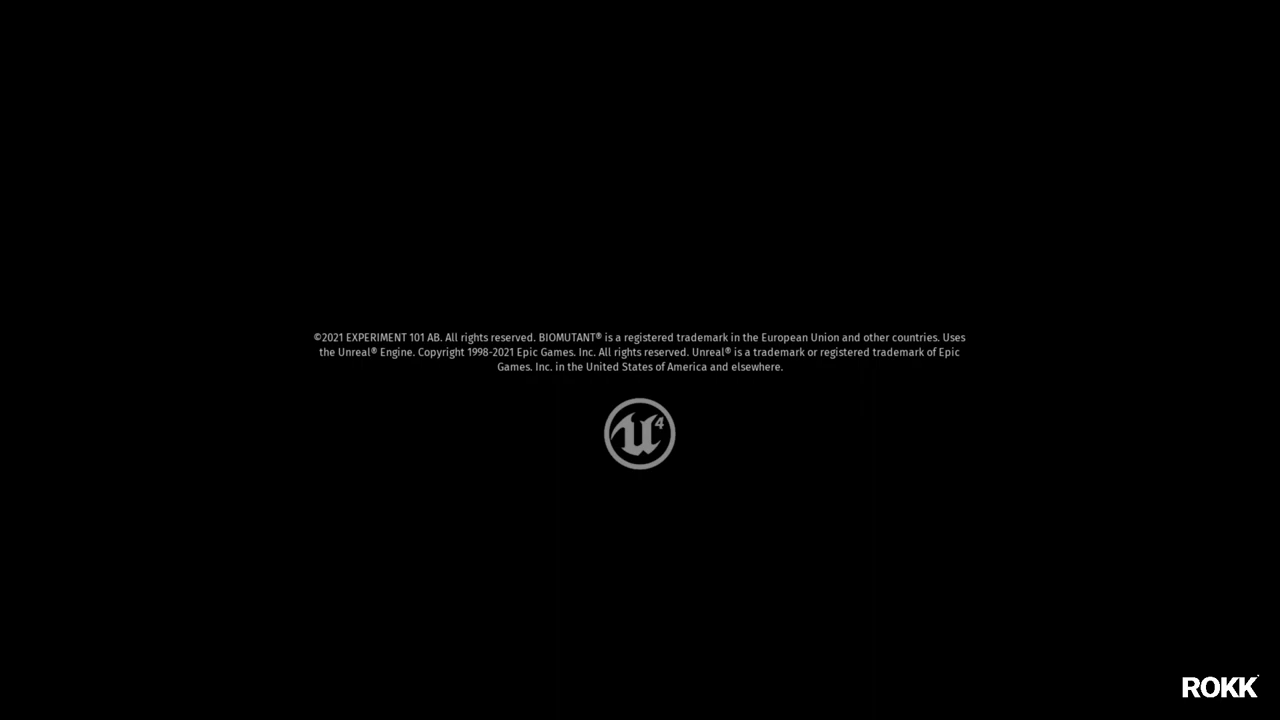 ©2021 EXPERIMENT 101 AB. All rights reserved. BIOMUTANT® is a registered trademark in the European Union and other countries. Uses
the Unreal® Engine. Copyright 1998-2021 Epic Games. Inc. All rights reserved. Unreal® is a trademark or registered trademark of Epic
Games. Inc. in the United States of America and elsewhere.
U4
ROKK